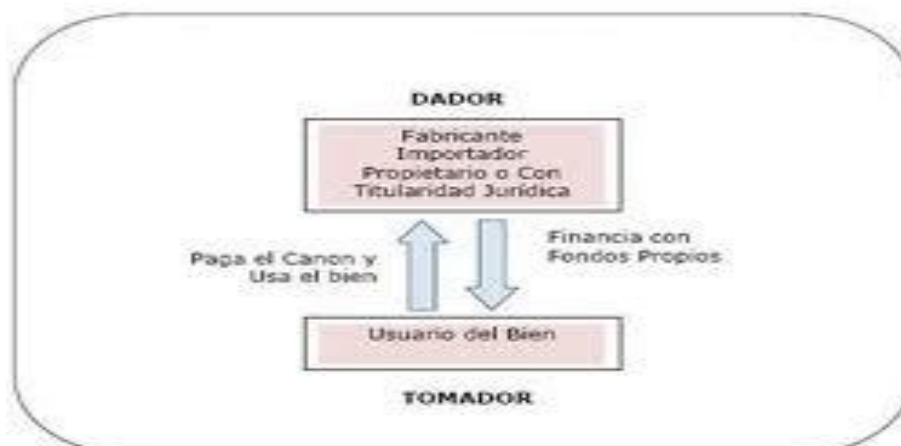 DADOR
Fabricante
Importador
Propietario o Con
Titularidad Jurídica
Paga el Canon y
Usa el bien
Financia con
Fondos Propios
Usuario del Bien
TOMADOR